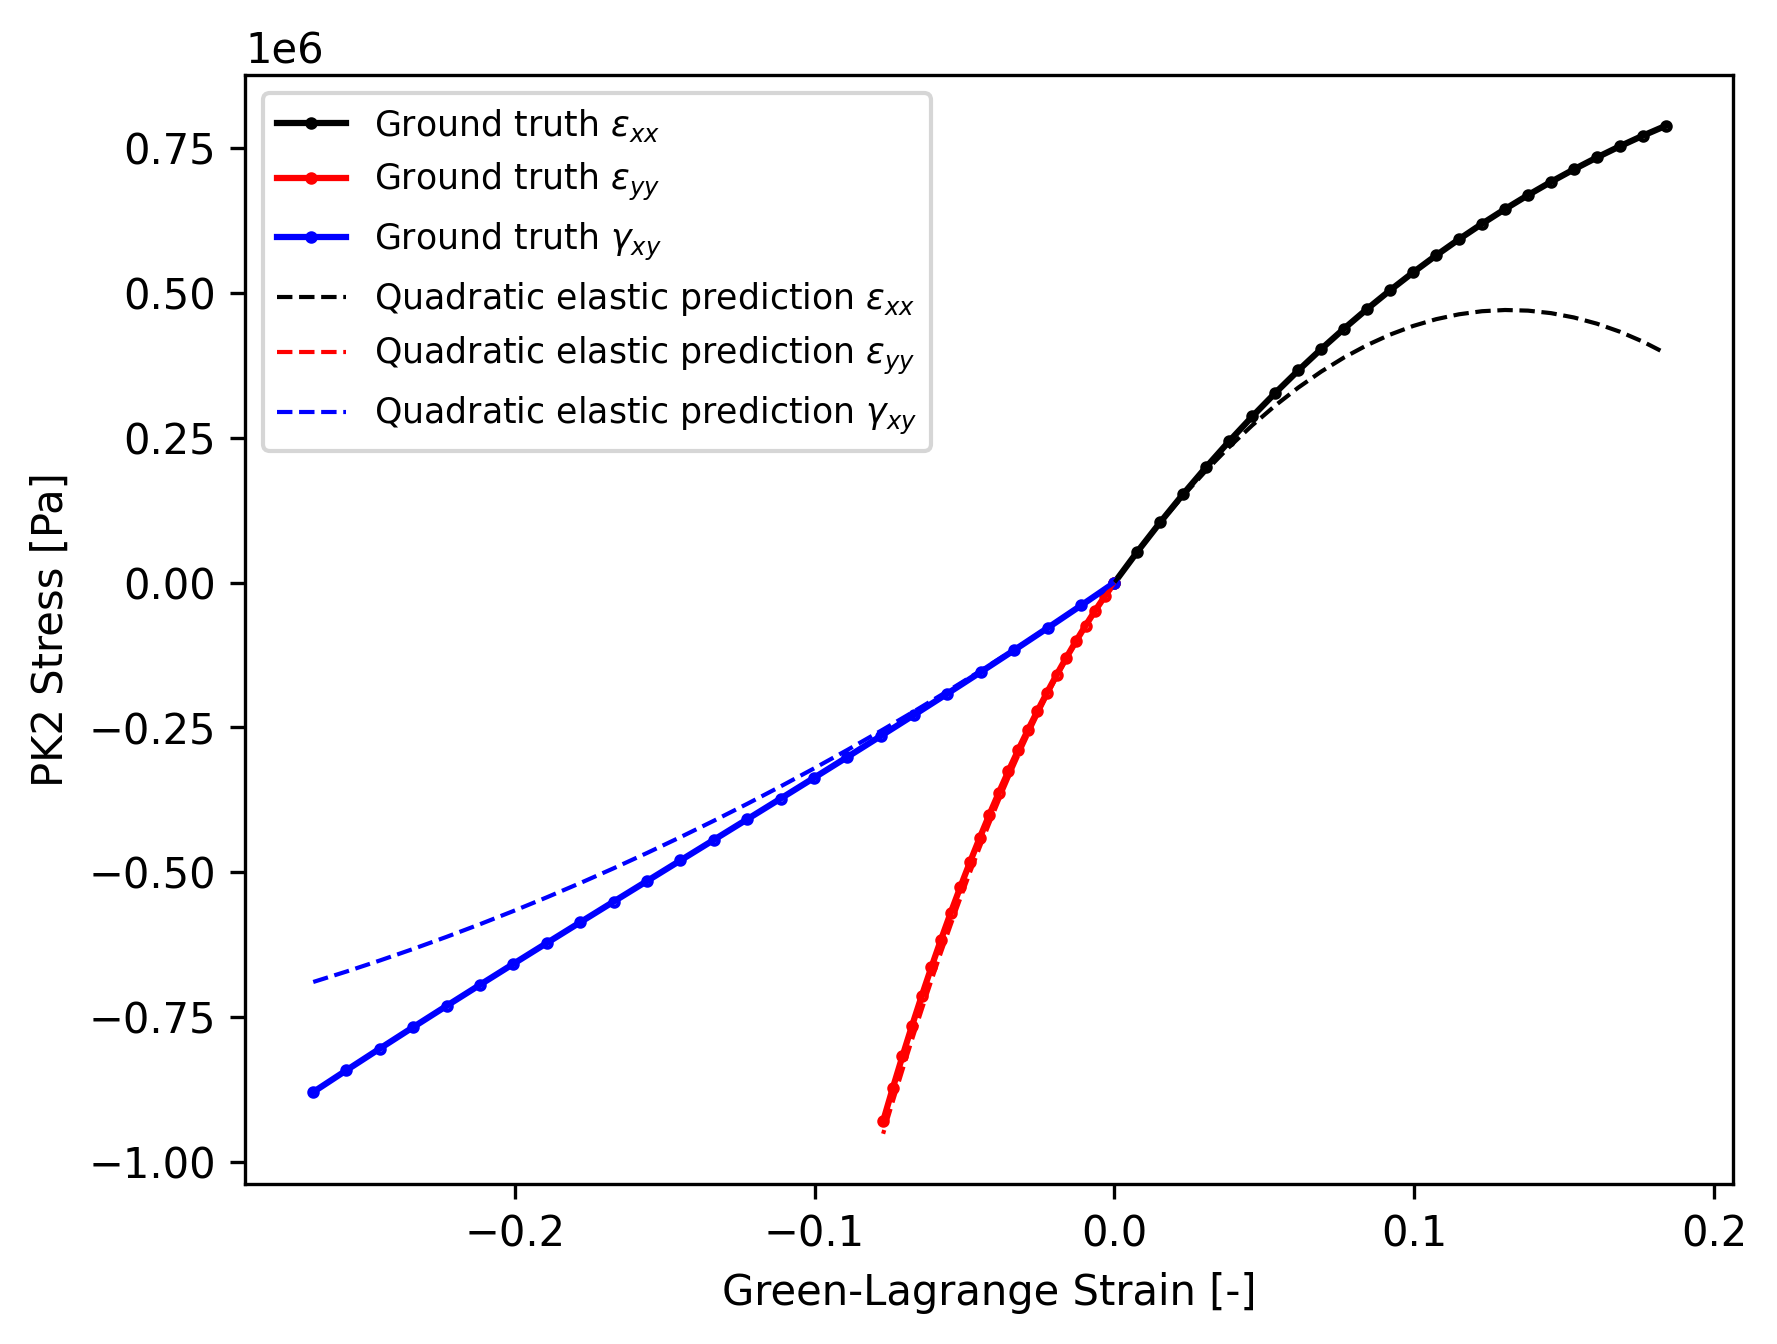 1e6
Ground truth εxx
Ground truth εyy
Ground truth γxy
Quadratic elastic prediction εxx
Quadratic elastic prediction εyy
Quadratic elastic prediction γxy
0.75
0.50
0.25
0.00
−0.25
−0.50
−0.75
−1.00
PK2 Stress [Pa]
−0.2 −0.1 0.0 0.1 0.2
Green-Lagrange Strain [-]